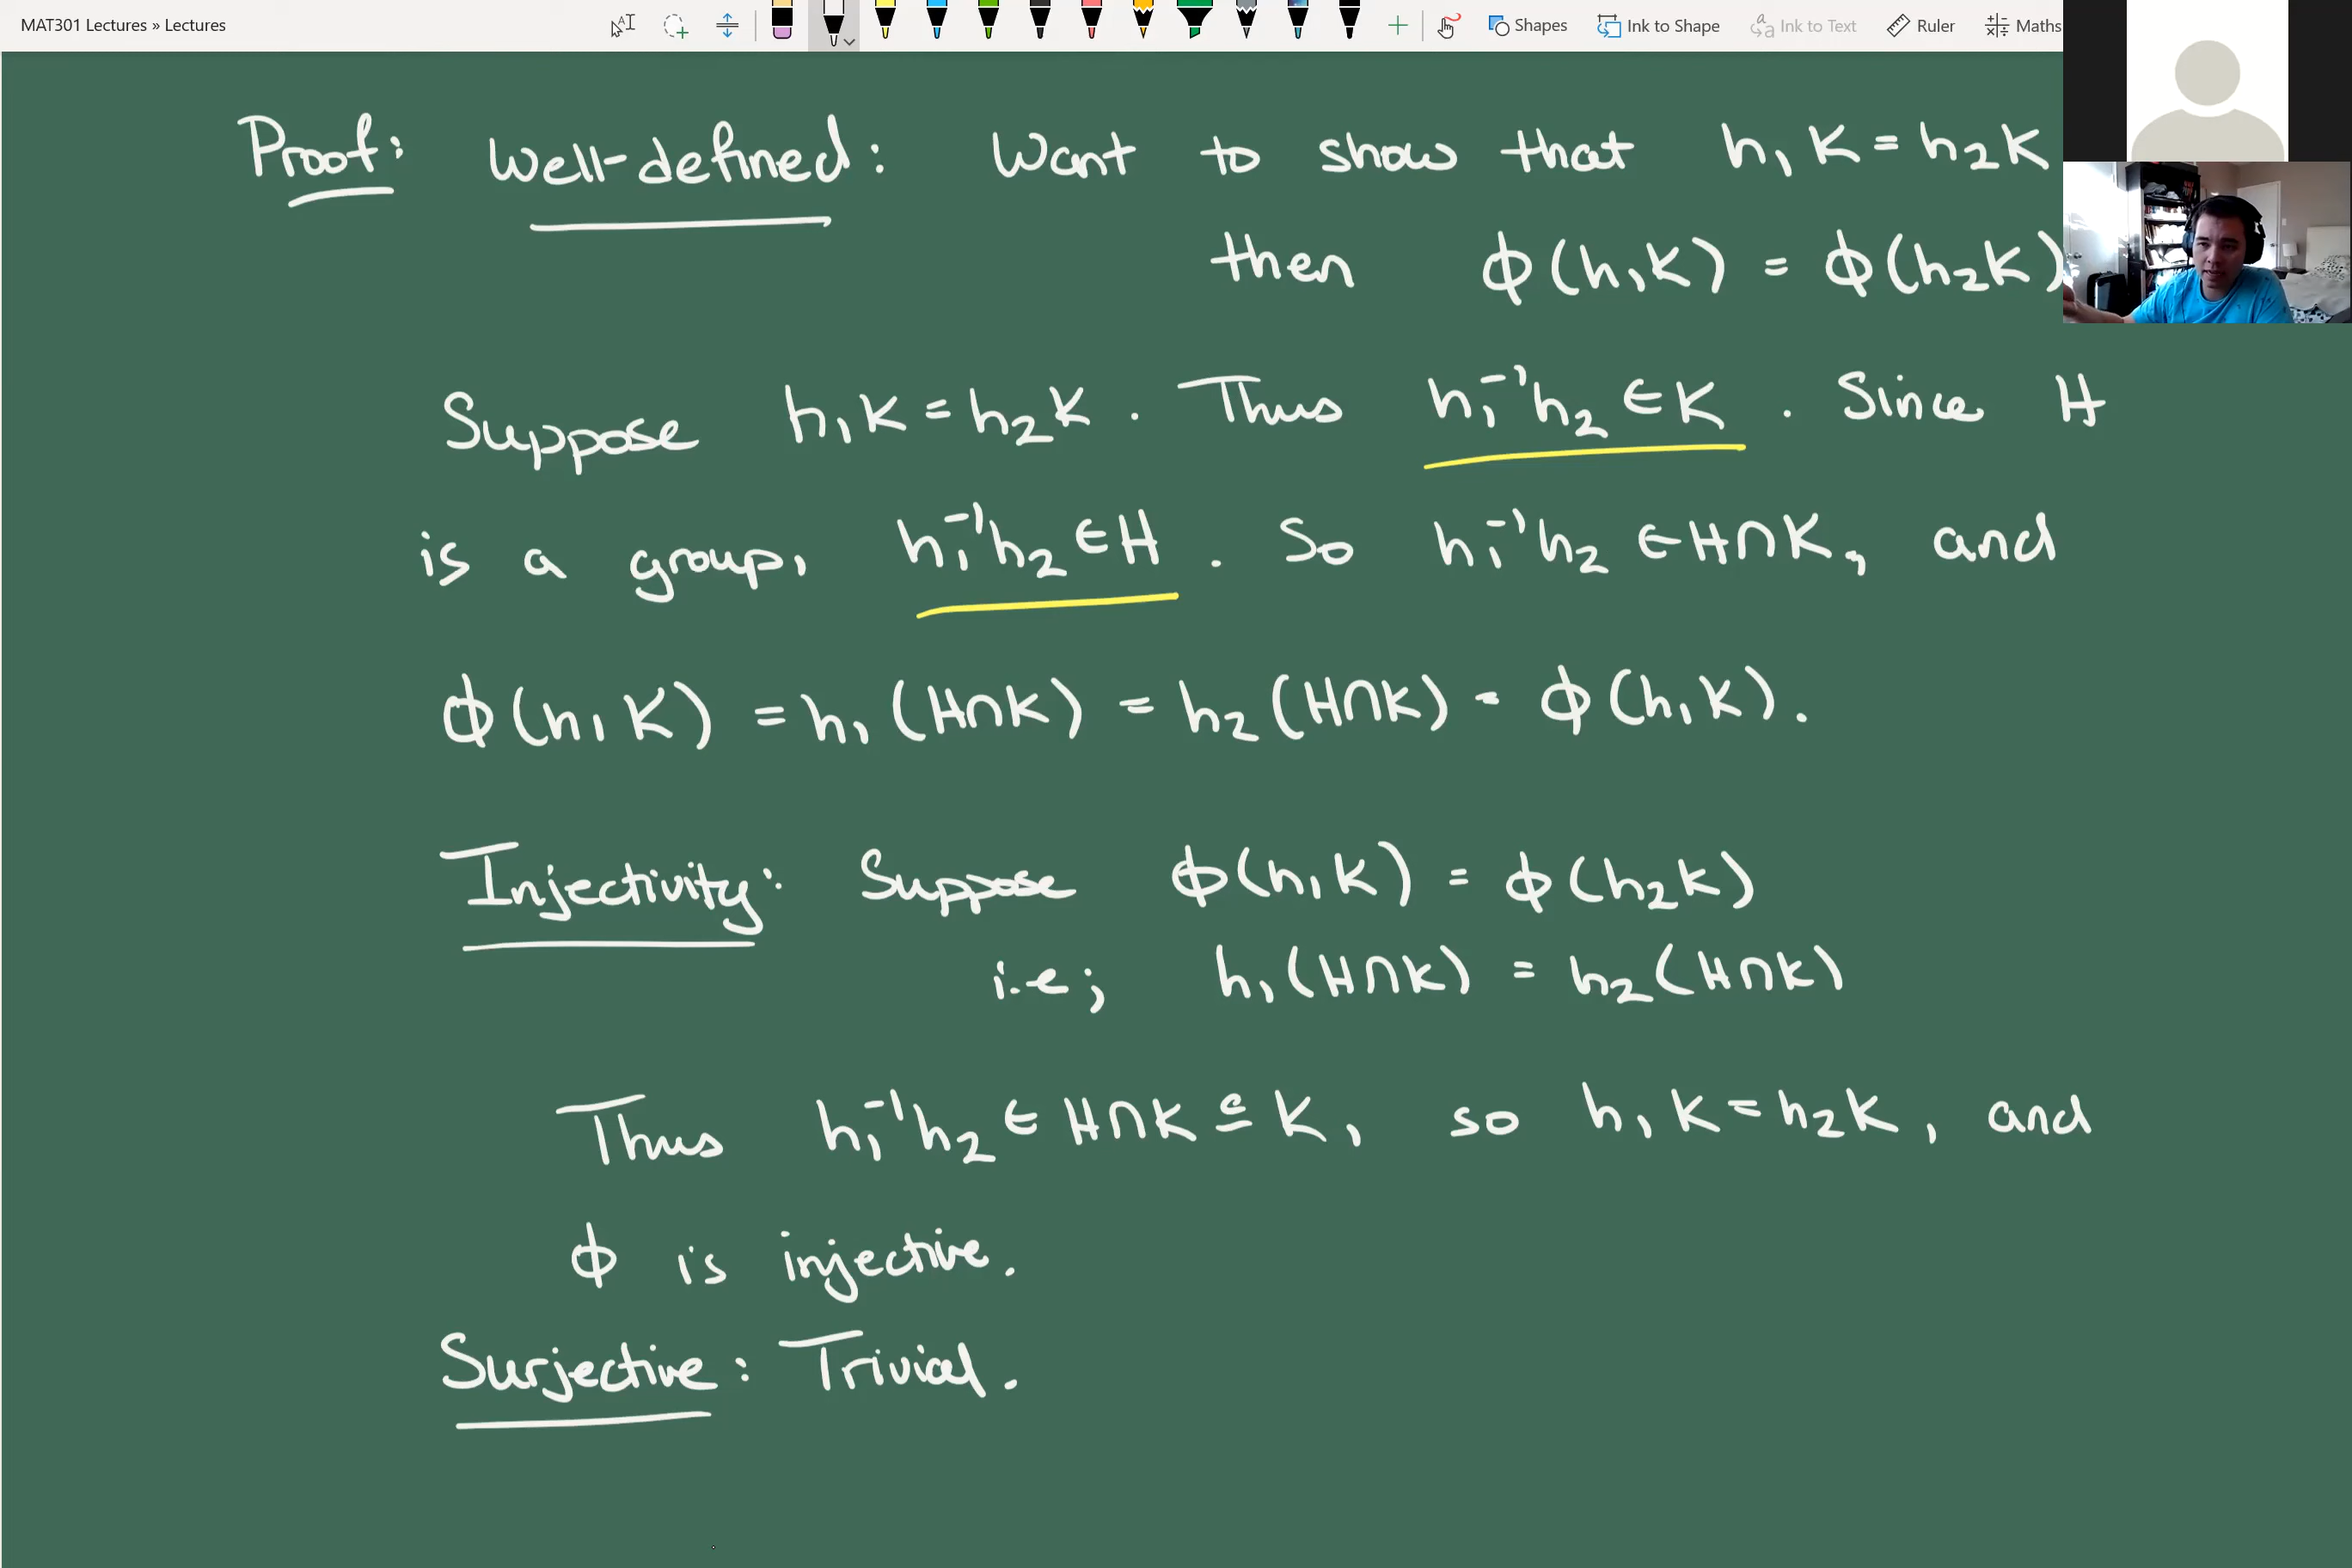 MAT301 Lectures » Lectures
Shapes Ink to Shape Ink to Text Ruler Maths
Proof: Well-defined: Want to show that h₁K = h₂K
then ϕ(h₁K) = ϕ(h₂K)
Suppose h₁K = h₂K. Thus h₁⁻¹h₂ ∈ K. Since H
is a group, h₁⁻¹h₂ ∈ H. So h₁⁻¹h₂ ∈ H∩K, and
ϕ(h₁K) = h₁(H∩K) = h₂(H∩K) = ϕ(h₁K).
Injectivity: Suppose ϕ(h₁K) = ϕ(h₂K)
i.e; h₁(H∩K) = h₂(H∩K)
Thus h₁⁻¹h₂ ∈ H∩K ⊆ K, so h₁K = h₂K, and
ϕ is injective.
Surjective: Trivial.